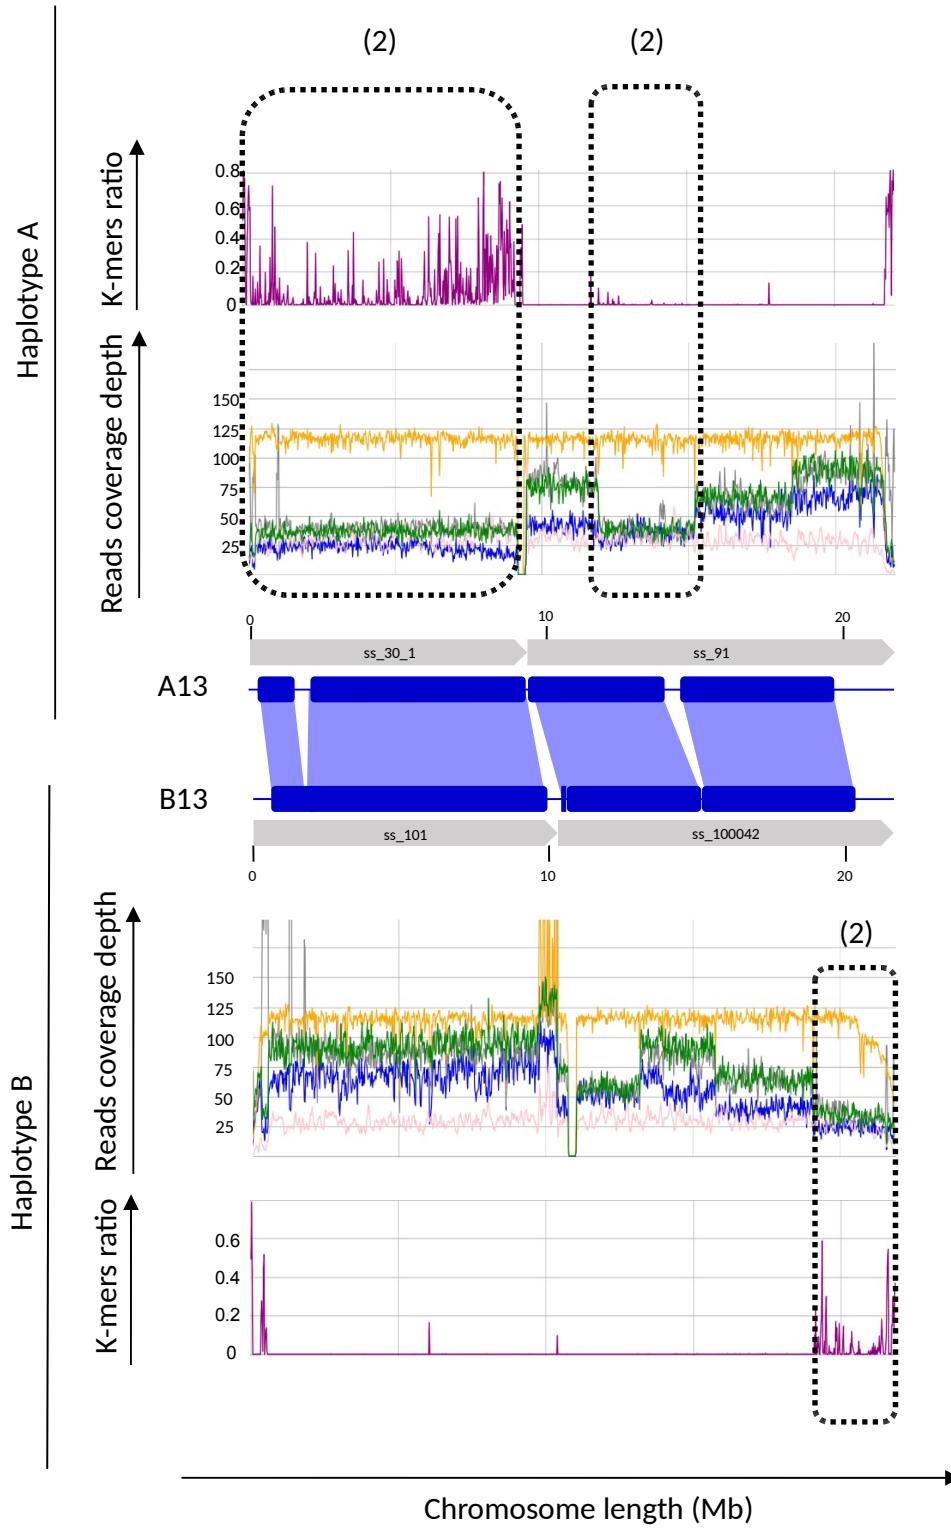 (2) (2)
Haplotype A
K-mers ratio
0.8
0.6
0.4
0.2
0
Reads coverage depth
150
125
100
75
50
25
0 10 20
ss_30_1 ss_91
A13
B13
ss_101 ss_100042
0 10 20
Haplotype B
Reads coverage depth
(2)
150
125
100
75
50
25
K-mers ratio
0.6
0.4
0.2
0
Chromosome length (Mb)